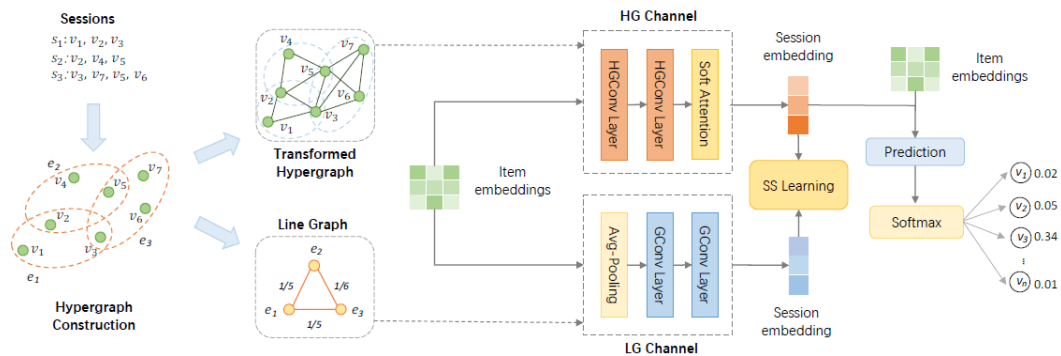 Sessions
s1: v1, v2, v3
s2: v2, v4, v5
s3: v3, v7, v5, v6
e2
v4
v5
v7
v2
v6
v1
v3
e3
e1
Hypergraph
Construction
v4
v7
v5
v2
v6
v3
v1
Transformed
Hypergraph
Line Graph
e2
1/5
1/6
e1
e3
1/5
Item
embeddings
HG Channel
HGConv Layer
HGConv Layer
Soft Attention
Avg-Pooling
GConv Layer
GConv Layer
LG Channel
Session
embedding
SS Learning
Session
embedding
Item
embeddings
Prediction
Softmax
v1 0.02
v2 0.05
v3 0.34
⋮
vn 0.01